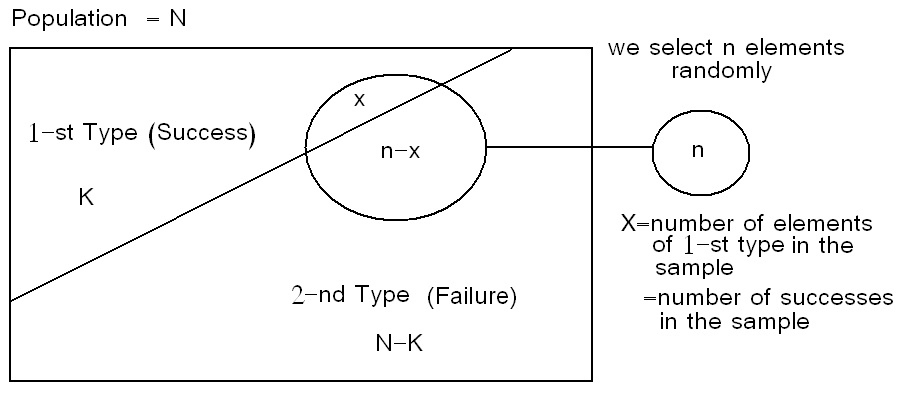 Population = N
we select n elements
randomly
x
1-st Type (Success)
n-x
n
K
X=number of elements
of 1-st type in the
sample
2-nd Type (Failure)
=number of successes
in the sample
N-K